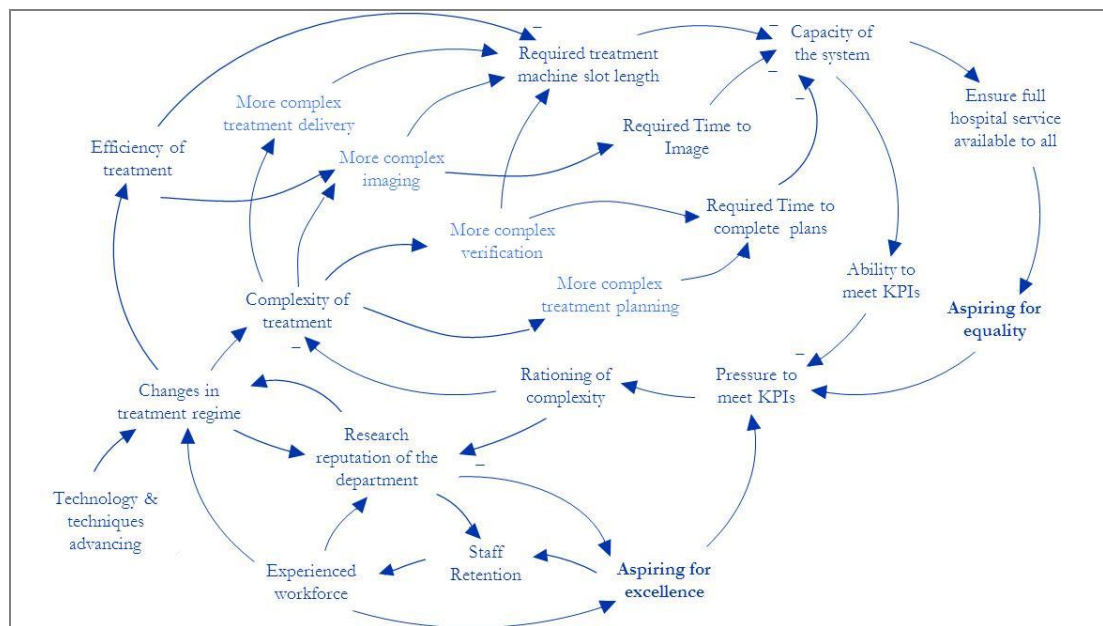 Capacity of
the system
Required treatment
machine slot length
More complex
treatment delivery
Ensure full
hospital service
available to all
Required Time to
Image
Efficiency of
treatment
More complex
imaging
Required Time to
complete plans
More complex
verification
Ability to
meet KPIs
More complex
treatment planning
Complexity of
treatment
Aspiring for
equality
Changes in
treatment regime
Rationing of
complexity
Pressure to
meet KPIs
Research
reputation of the
department
Technology &
techniques
advancing
Staff
Retention
Experienced
workforce
Aspiring for
excellence
–
–
–
–
–
–
–